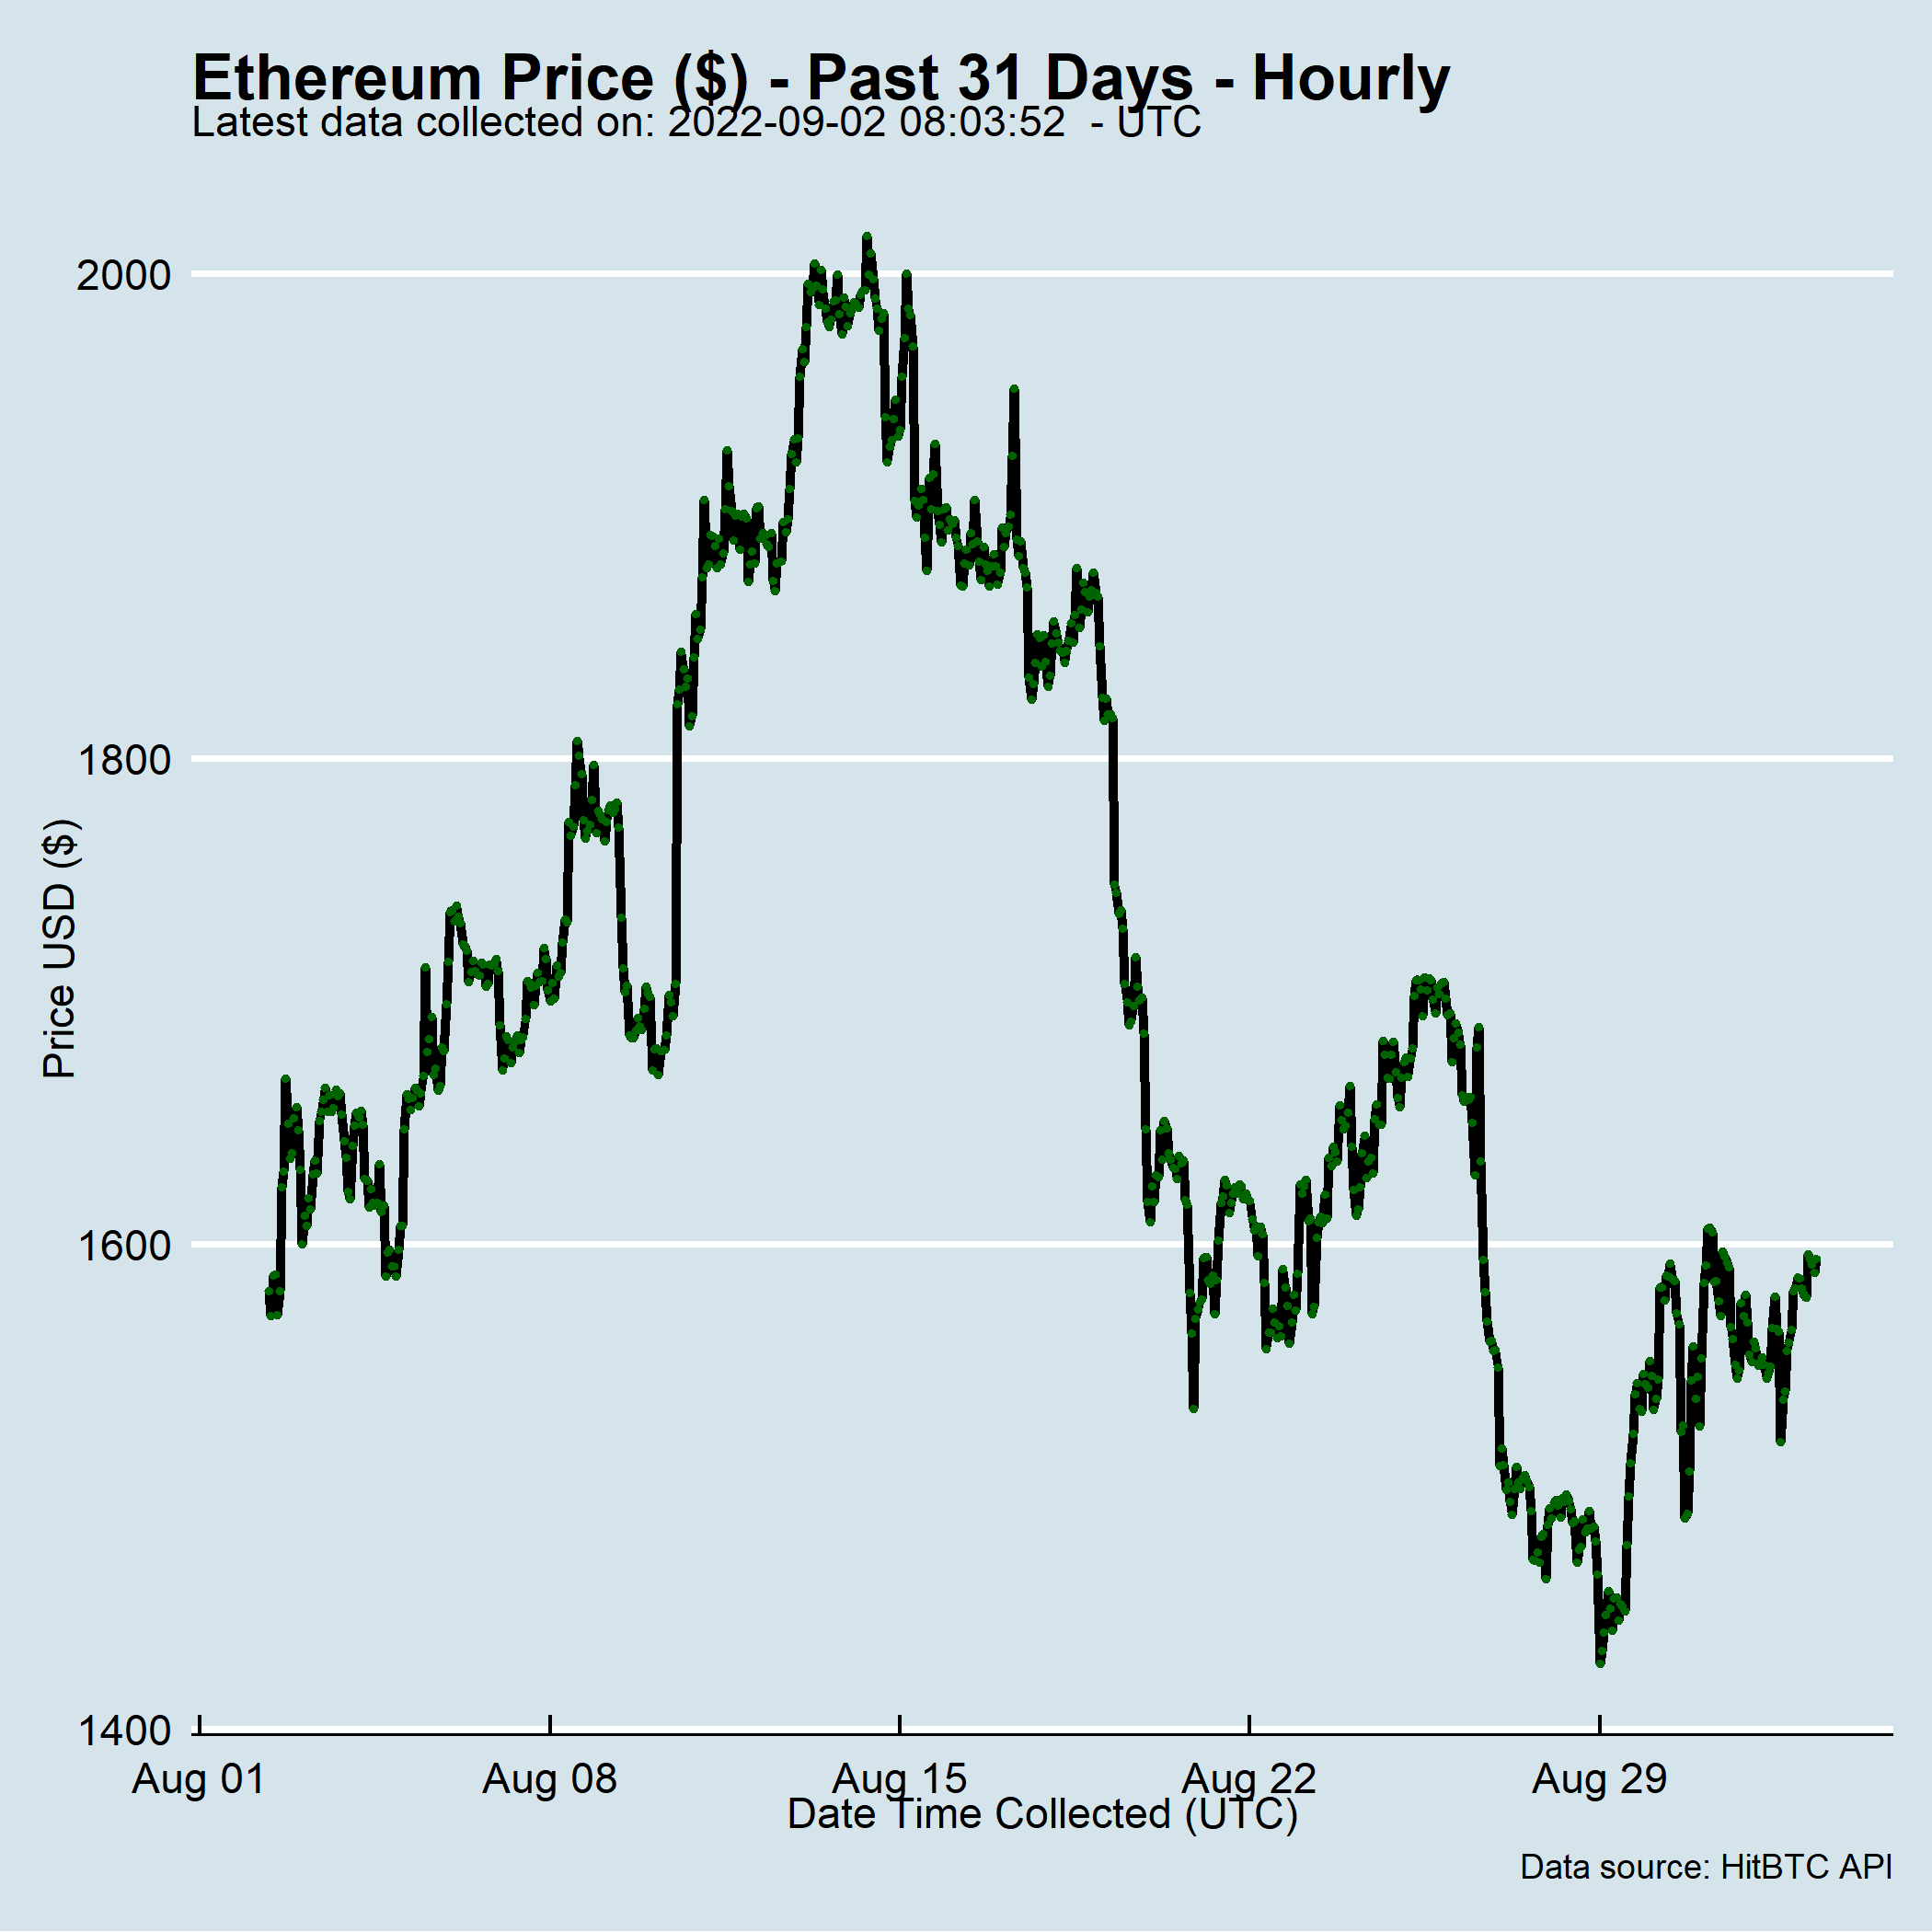 Ethereum Price ($) - Past 31 Days - Hourly
Latest data collected on: 2022-09-02 08:03:52  - UTC
2000
1800
1600
1400
Price USD ($)
Aug 01 Aug 08 Aug 15 Aug 22 Aug 29
Date Time Collected (UTC)
Data source: HitBTC API